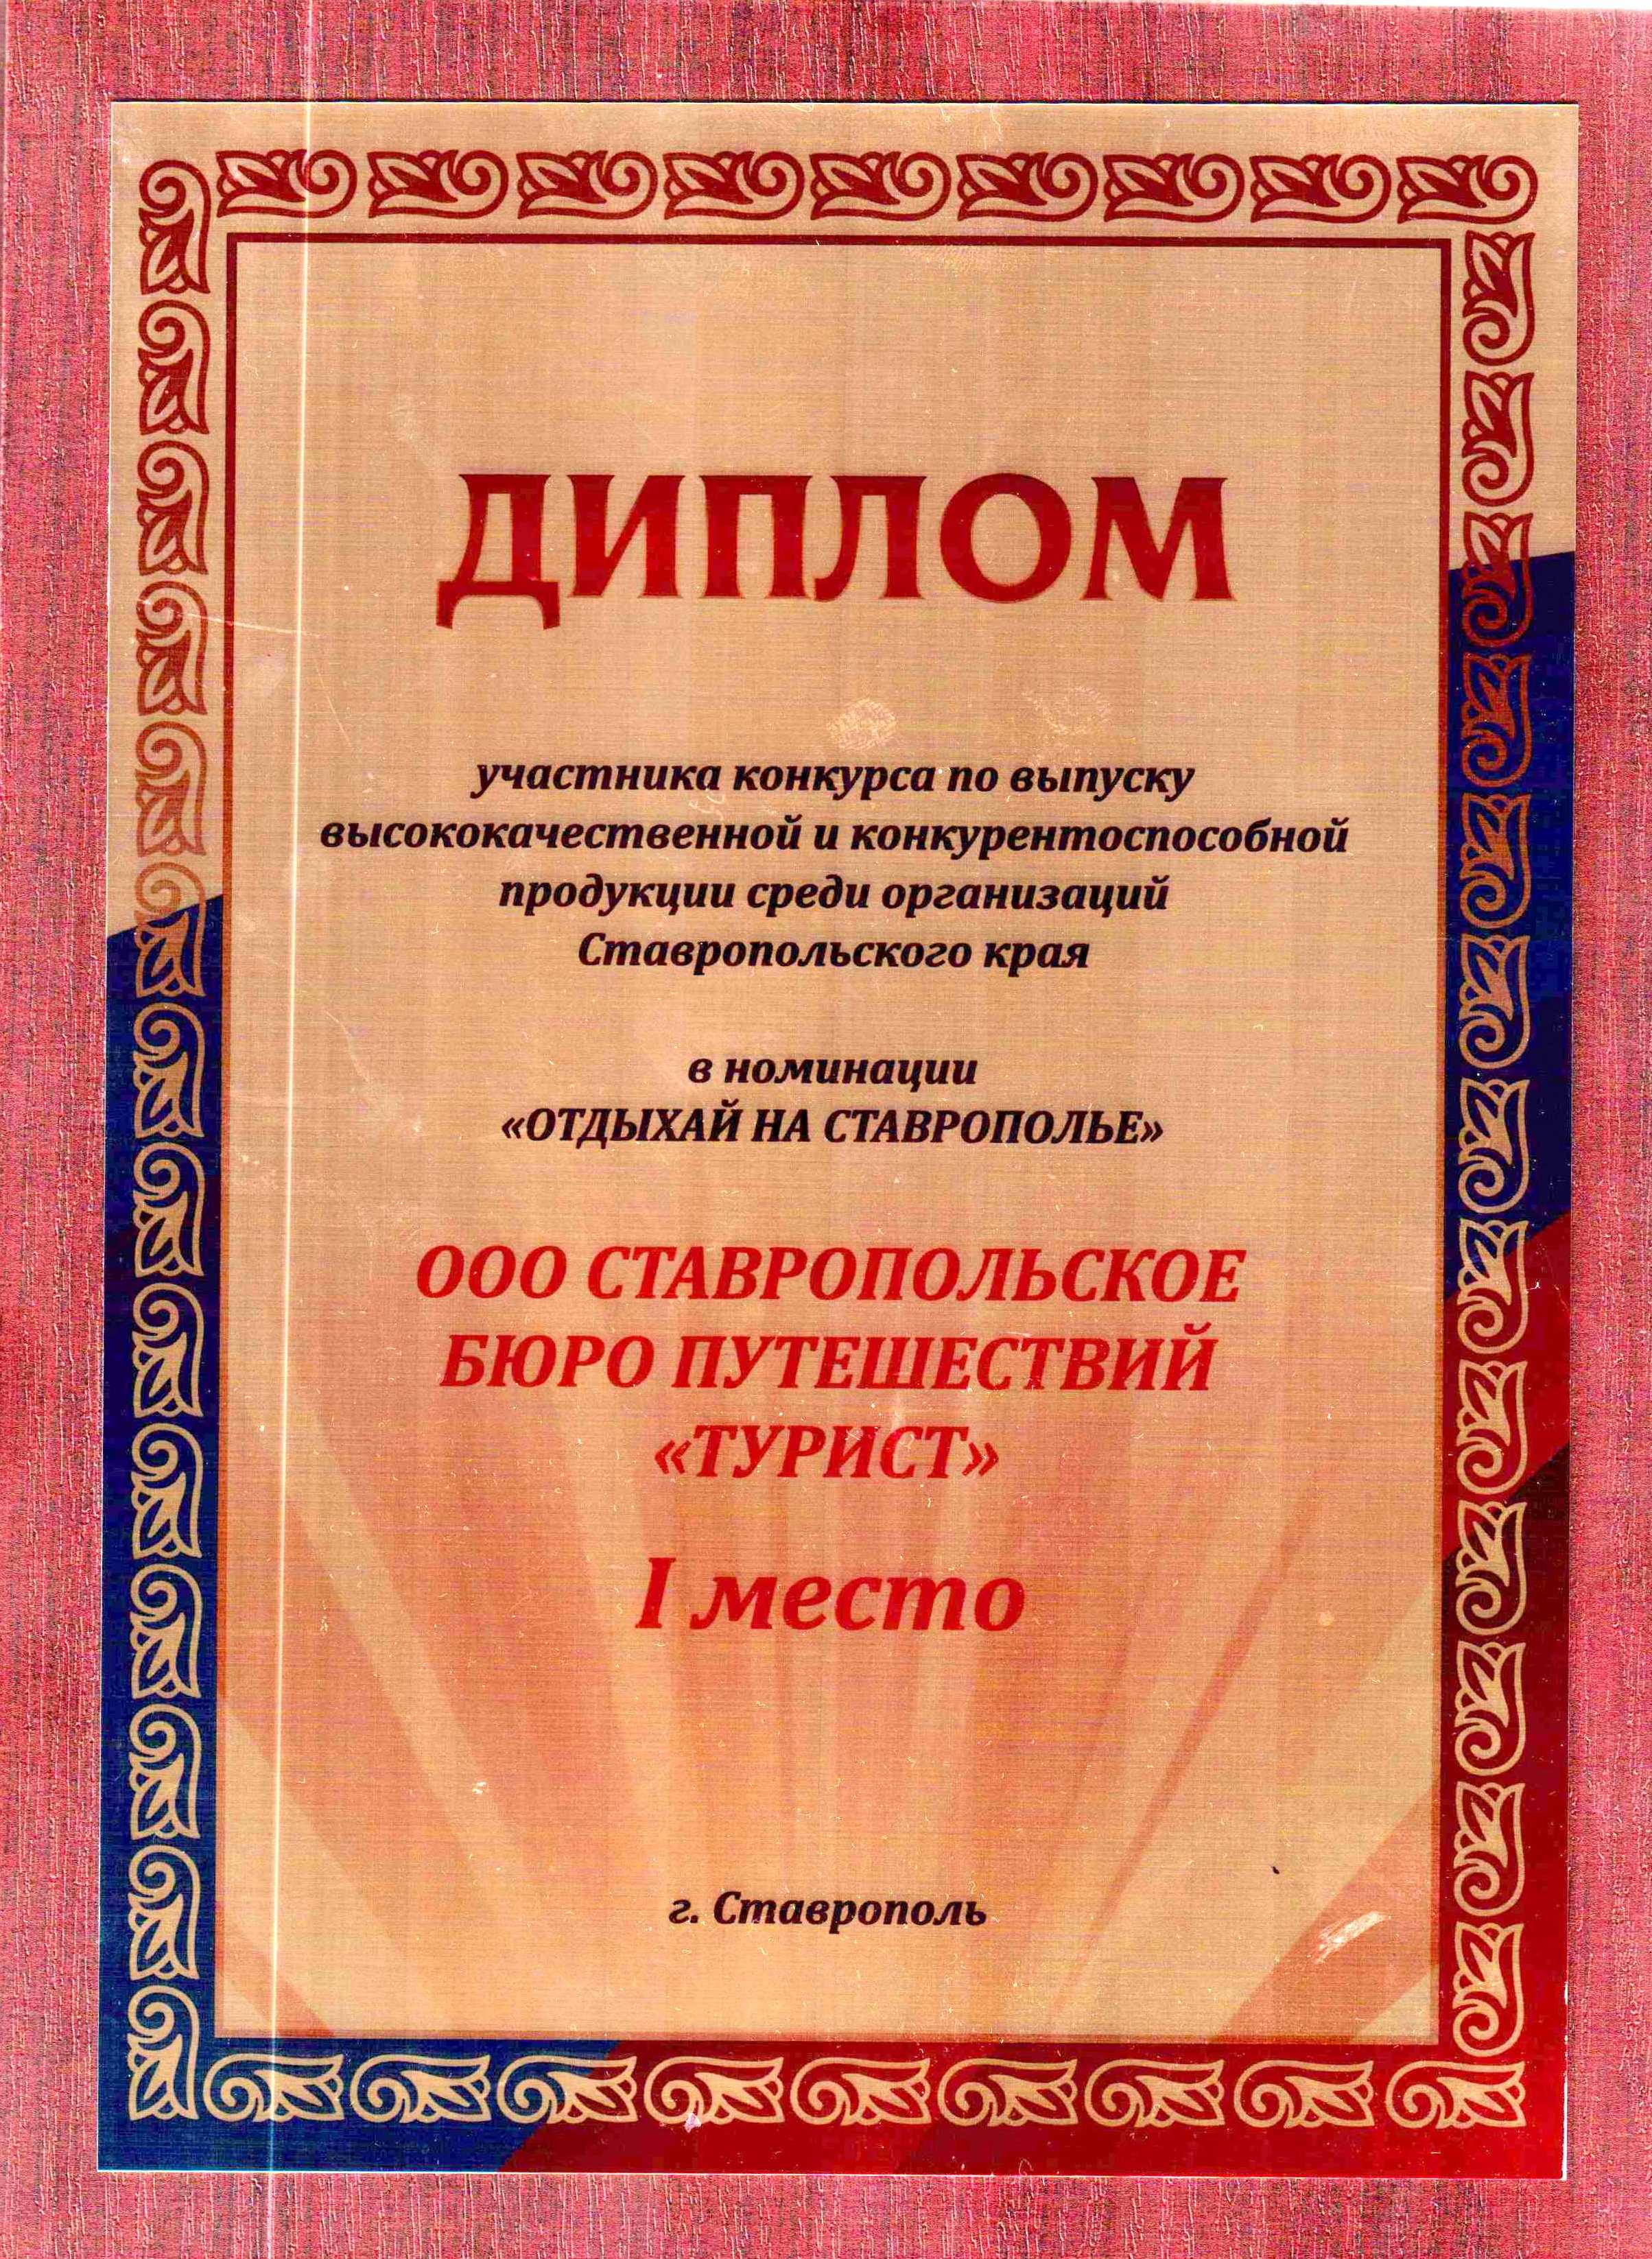 ДИПЛОМ
участника конкурса по выпуску
высококачественной и конкурентоспособной
продукции среди организаций
Ставропольского края
в номинации
«ОТДЫХАЙ НА СТАВРОПОЛЬЕ»
ООО СТАВРОПОЛЬСКОЕ
БЮРО ПУТЕШЕСТВИЙ
«ТУРИСТ»
I место
г. Ставрополь